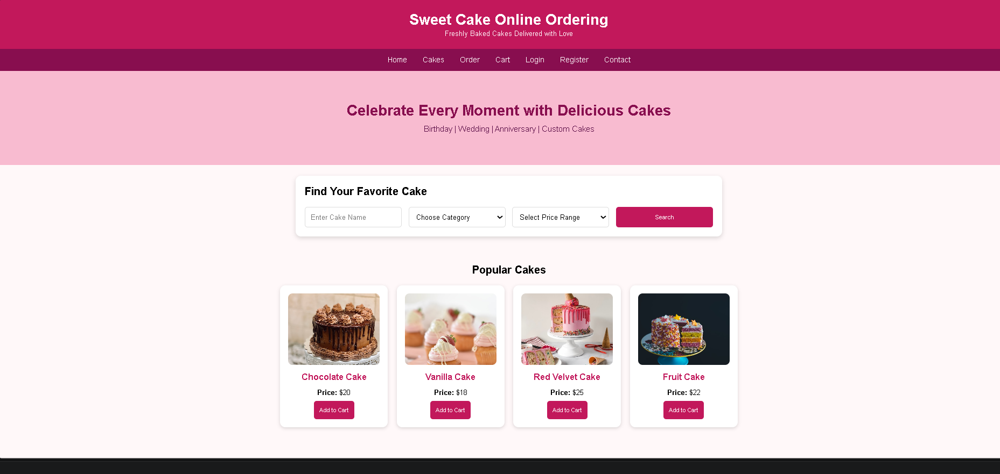 Sweet Cake Online Ordering
Freshly Baked Cakes Delivered with Love
Home Cakes Order Cart Login Register Contact
Celebrate Every Moment with Delicious Cakes
Birthday | Wedding | Anniversary | Custom Cakes
Find Your Favorite Cake
Enter Cake Name Choose Category Select Price Range Search
Popular Cakes
Chocolate Cake
Price: $20
Add to Cart
Vanilla Cake
Price: $18
Add to Cart
Red Velvet Cake
Price: $25
Add to Cart
Fruit Cake
Price: $22
Add to Cart